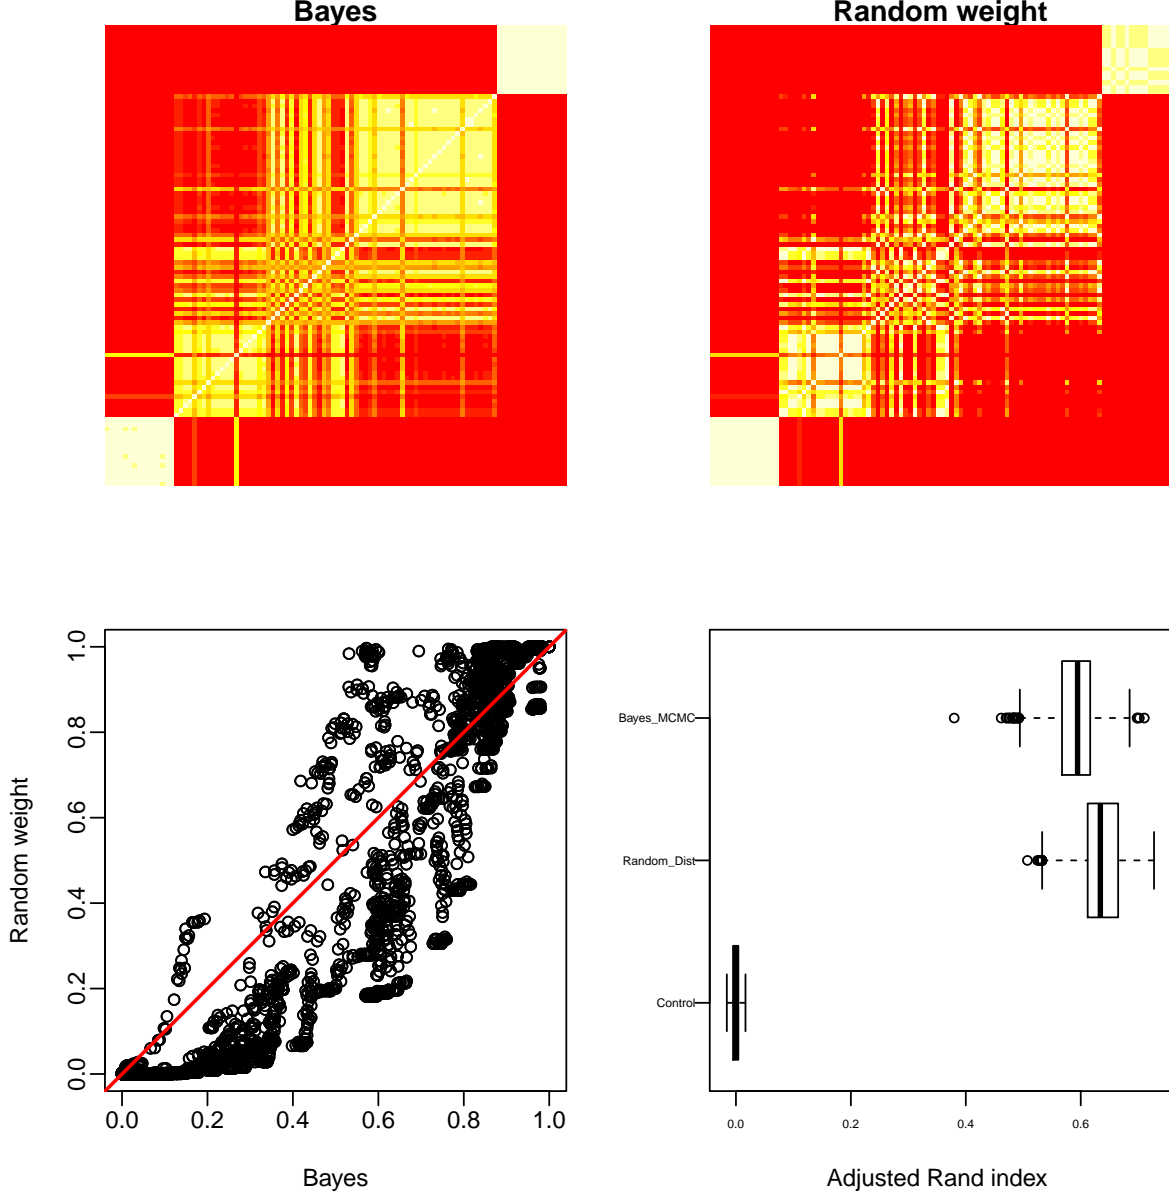 Bayes
Random weight
1.0
0.8
0.6
0.4
0.2
0.0
Random weight
0.0 0.2 0.4 0.6 0.8 1.0
Bayes
Bayes_MCMC
Random_Dist
Control
0.0 0.2 0.4 0.6
Adjusted Rand index